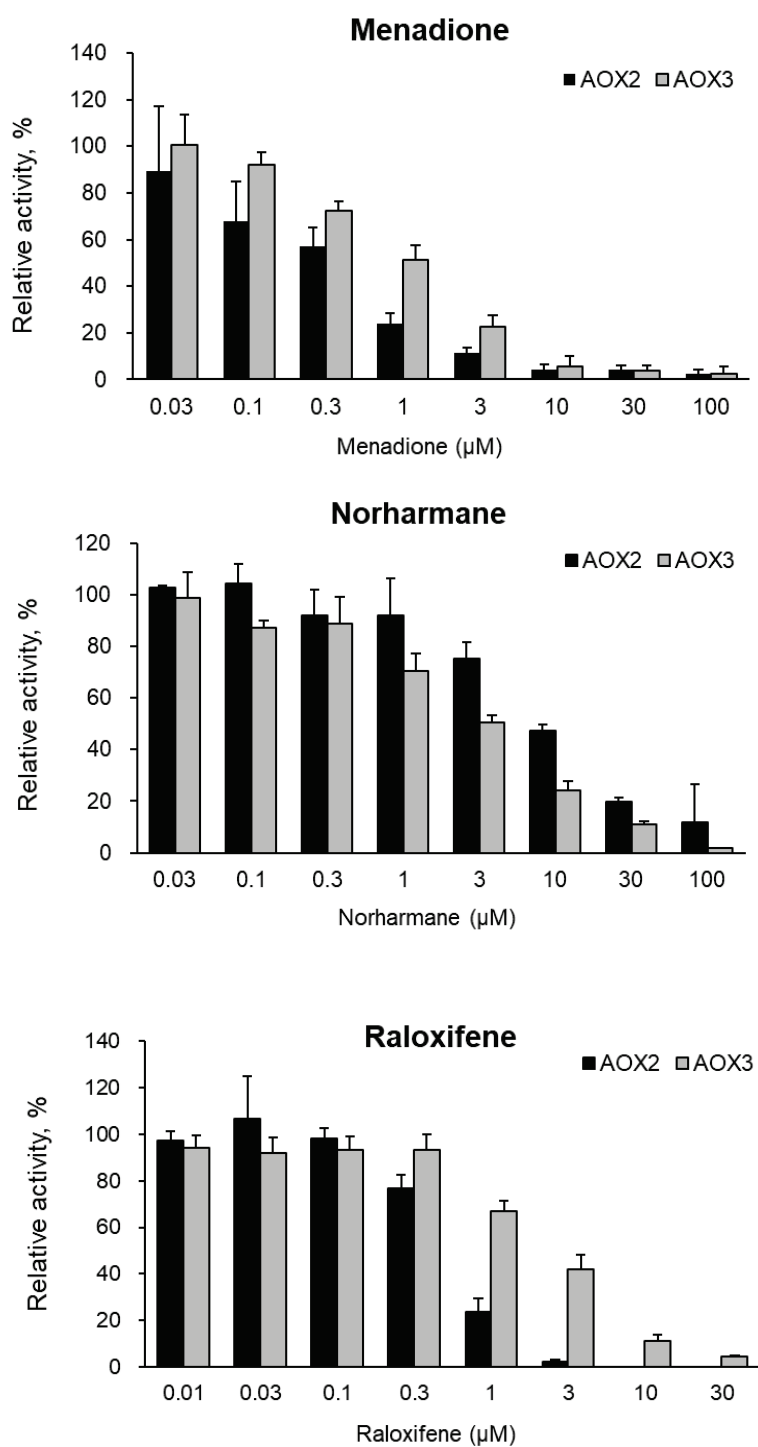 Menadione
AOX2 AOX3
Relative activity, %
140
120
100
80
60
40
20
0
0.03 0.1 0.3 1 3 10 30 100
Menadione (µM)
Norharmane
AOX2 AOX3
Relative activity, %
120
100
80
60
40
20
0
0.03 0.1 0.3 1 3 10 30 100
Norharmane (µM)
Raloxifene
AOX2 AOX3
Relative activity, %
140
120
100
80
60
40
20
0
0.01 0.03 0.1 0.3 1 3 10 30
Raloxifene (µM)